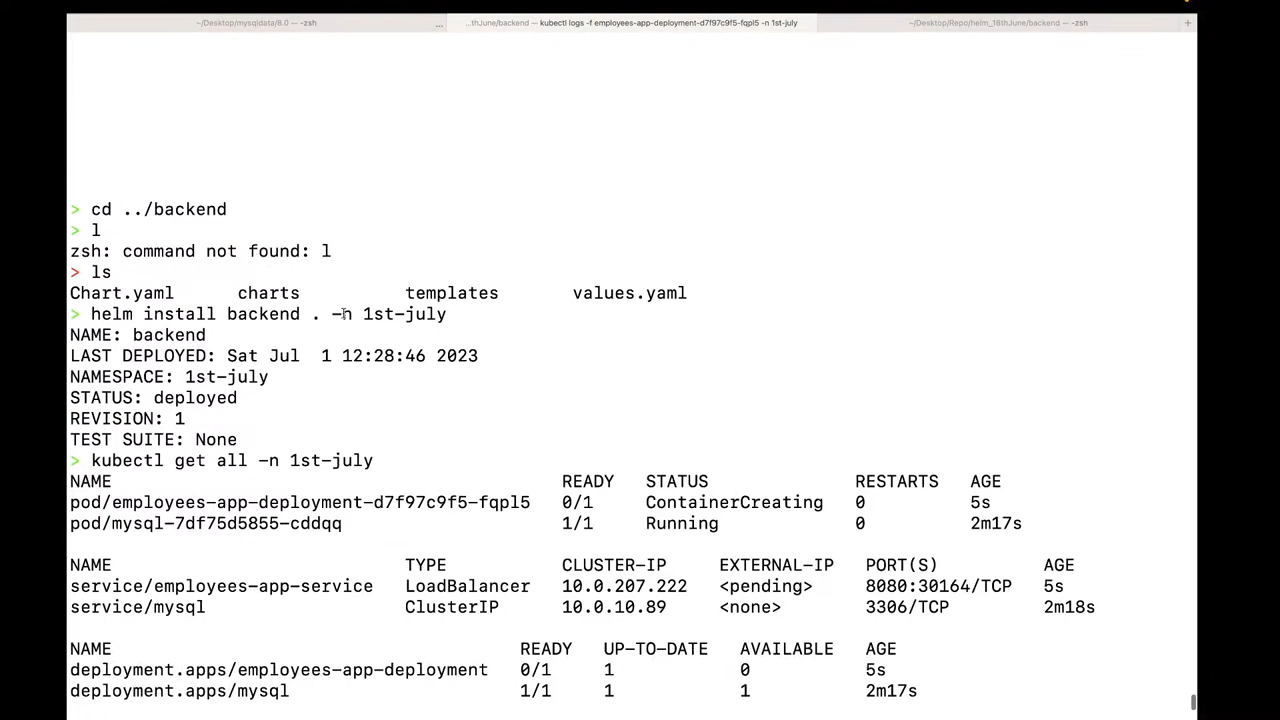 ~/Desktop/mysqldata/8.0 — -zsh ... ...thJune/backend — kubectl logs -f employees-app-deployment-d7f97c9f5-fqpl5 -n 1st-july ~/Desktop/Repo/helm_16thJune/backend — -zsh +
> cd ../backend
> l
zsh: command not found: l
> ls
Chart.yaml charts templates values.yaml
> helm install backend . -n 1st-july
NAME: backend
LAST DEPLOYED: Sat Jul  1 12:28:46 2023
NAMESPACE: 1st-july
STATUS: deployed
REVISION: 1
TEST SUITE: None
> kubectl get all -n 1st-july
NAME READY STATUS RESTARTS AGE
pod/employees-app-deployment-d7f97c9f5-fqpl5 0/1 ContainerCreating 0 5s
pod/mysql-7df75d5855-cddqq 1/1 Running 0 2m17s
NAME TYPE CLUSTER-IP EXTERNAL-IP PORT(S) AGE
service/employees-app-service LoadBalancer 10.0.207.222 <pending> 8080:30164/TCP 5s
service/mysql ClusterIP 10.0.10.89 <none> 3306/TCP 2m18s
NAME READY UP-TO-DATE AVAILABLE AGE
deployment.apps/employees-app-deployment 0/1 1 0 5s
deployment.apps/mysql 1/1 1 1 2m17s